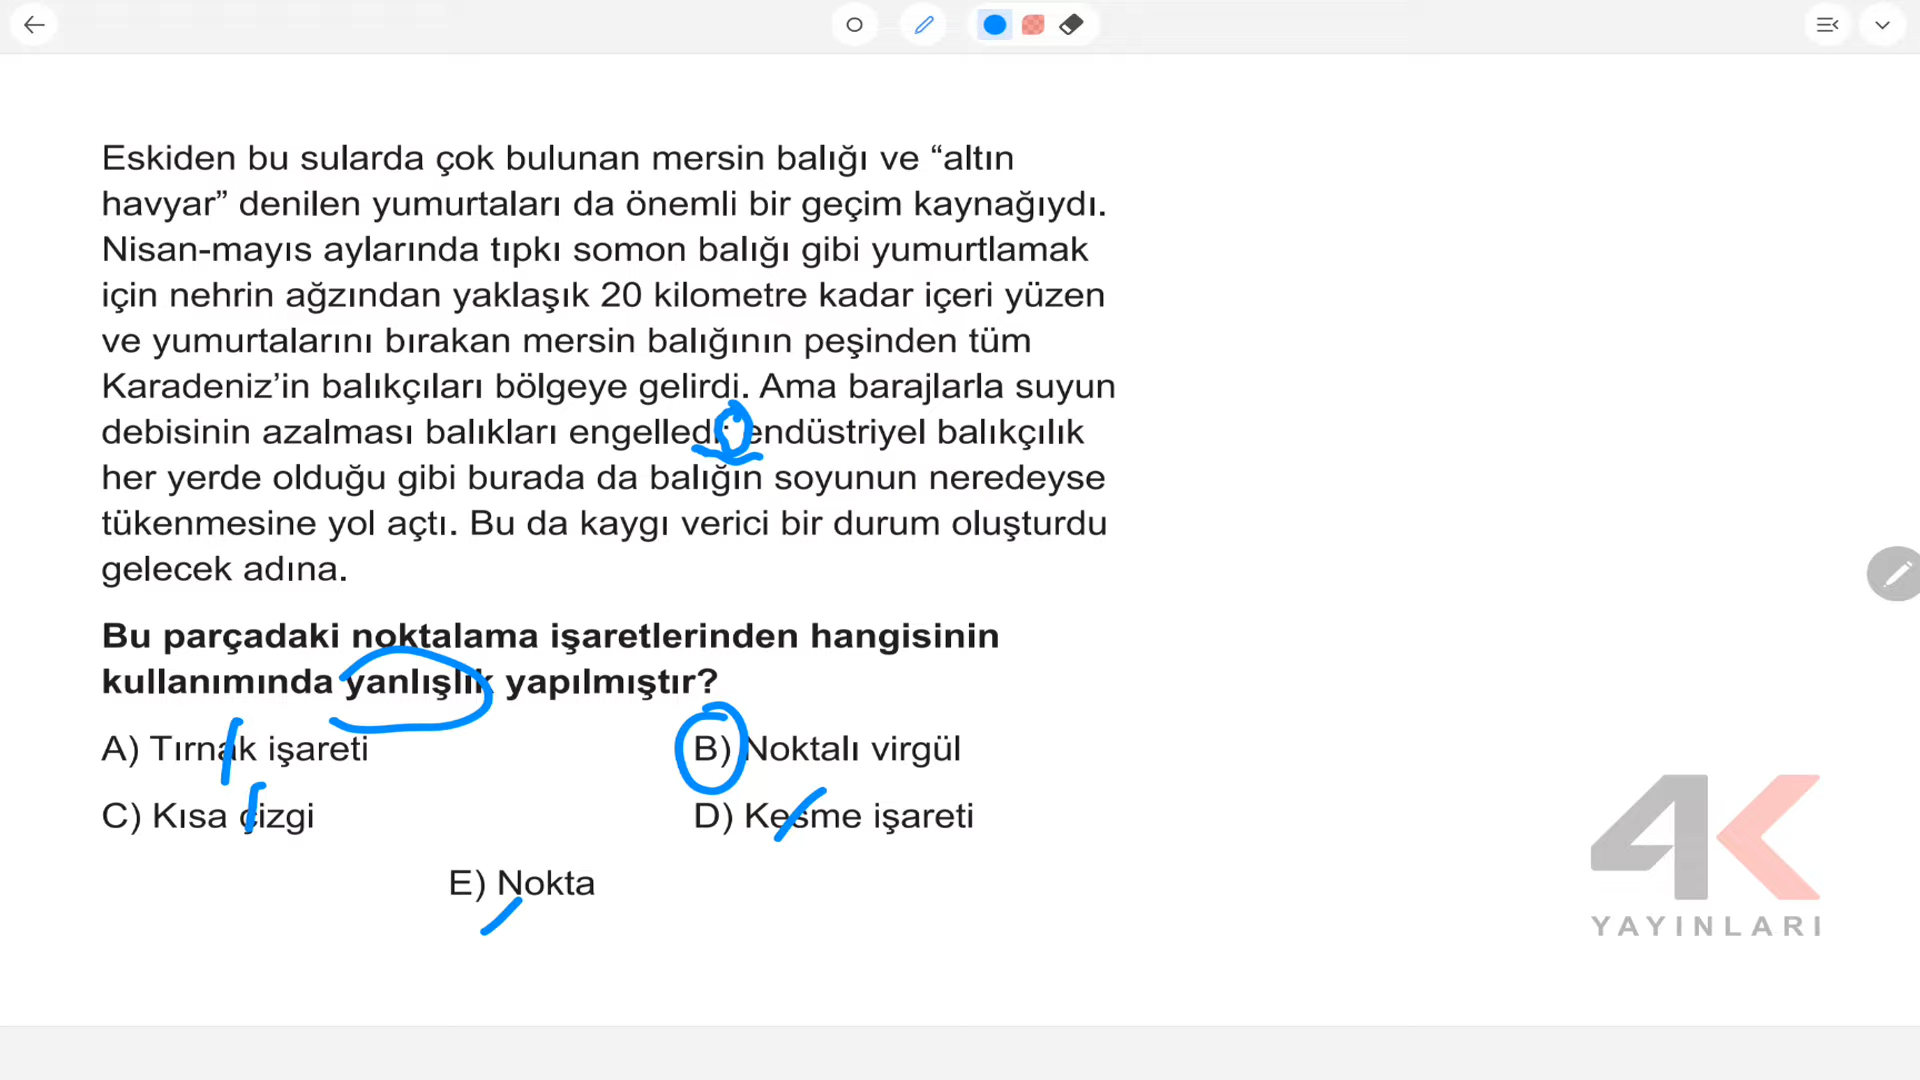 Eskiden bu sularda çok bulunan mersin balığı ve “altın
havyar” denilen yumurtaları da önemli bir geçim kaynağıydı.
Nisan-mayıs aylarında tıpkı somon balığı gibi yumurtlamak
için nehrin ağzından yaklaşık 20 kilometre kadar içeri yüzen
ve yumurtalarını bırakan mersin balığının peşinden tüm
Karadeniz’in balıkçıları bölgeye gelirdi. Ama barajlarla suyun
debisinin azalması balıkları engelledi; endüstriyel balıkçılık
her yerde olduğu gibi burada da balığın soyunun neredeyse
tükenmesine yol açtı. Bu da kaygı verici bir durum oluşturdu
gelecek adına.
Bu parçadaki noktalama işaretlerinden hangisinin
kullanımında yanlışlık yapılmıştır?
A) Tırnak işareti
B) Noktalı virgül
C) Kısa çizgi
D) Kesme işareti
E) Nokta
4K
YAYINLARI